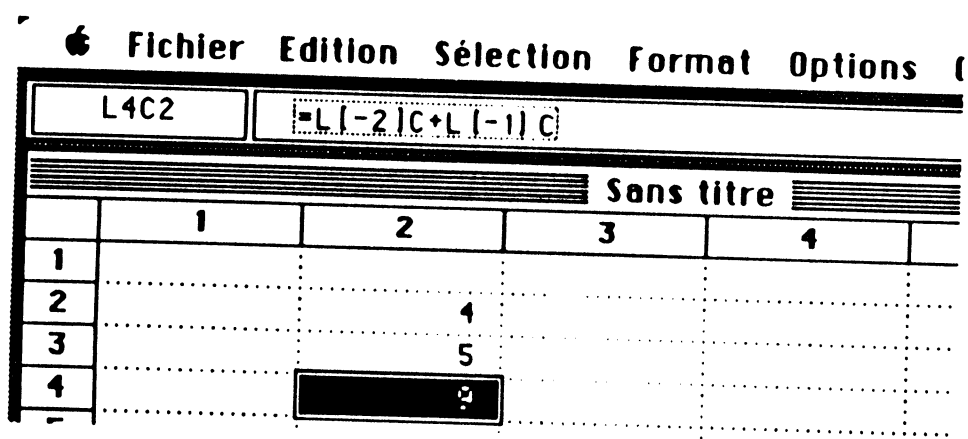 Fichier Edition Sélection Format Options
L4C2 =L(-2)C+L(-1)C
Sans titre
1 2 3 4
1
2 4
3 5
4 9